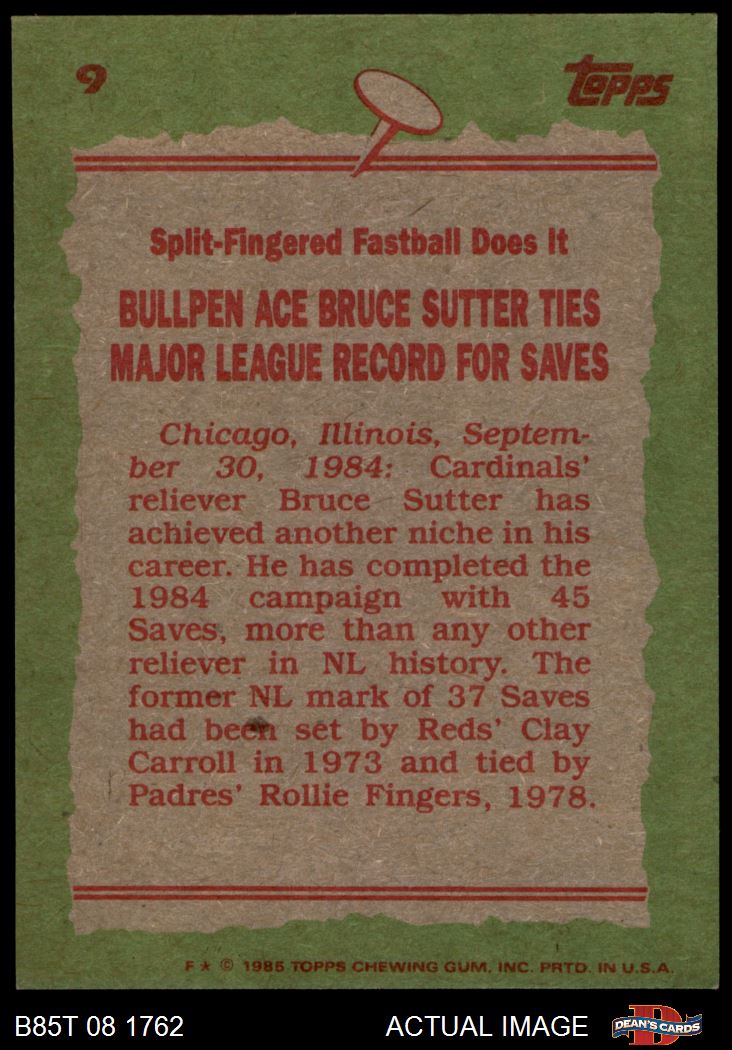 9
Topps
Split-Fingered Fastball Does It
BULLPEN ACE BRUCE SUTTER TIES
MAJOR LEAGUE RECORD FOR SAVES
Chicago, Illinois, Septem-
ber 30, 1984: Cardinals'
reliever Bruce Sutter has
achieved another niche in his
career. He has completed the
1984 campaign with 45
Saves, more than any other
reliever in NL history. The
former NL mark of 37 Saves
had been set by Reds' Clay
Carroll in 1973 and tied by
Padres' Rollie Fingers, 1978.
F ★ © 1985 TOPPS CHEWING GUM, INC. PRTD. IN U.S.A.
B85T 08 1762 ACTUAL IMAGE
D
DEAN'S CARDS